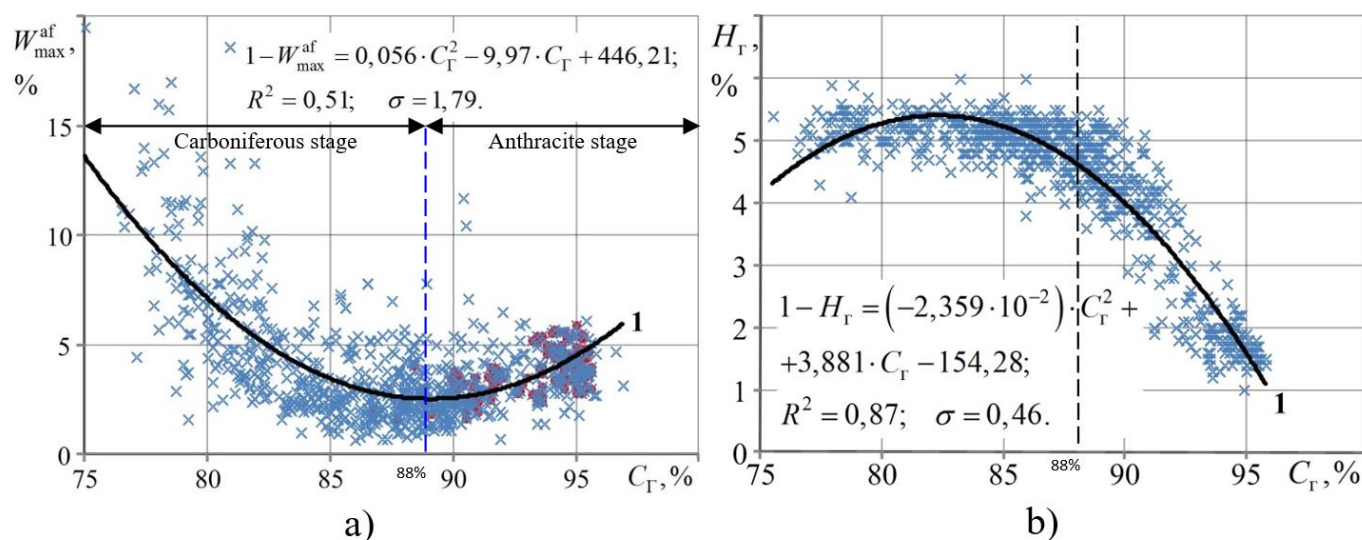 W_max^af, %
1−W_max^af = 0,056·C_Г^2 −9,97·C_Г + 446,21;
R^2 = 0,51; σ = 1,79.
15
Carboniferous stage
Anthracite stage
10
5
1
0
75
80
85
88%
90
95
C_Г, %
a)
H_Г, %
5
4
3
2
1
0
1−H_Г = (−2,359·10^−2)·C_Г^2 +
+3,881·C_Г −154,28;
R^2 = 0,87; σ = 0,46.
1
75
80
85
88%
90
95
C_Г, %
b)